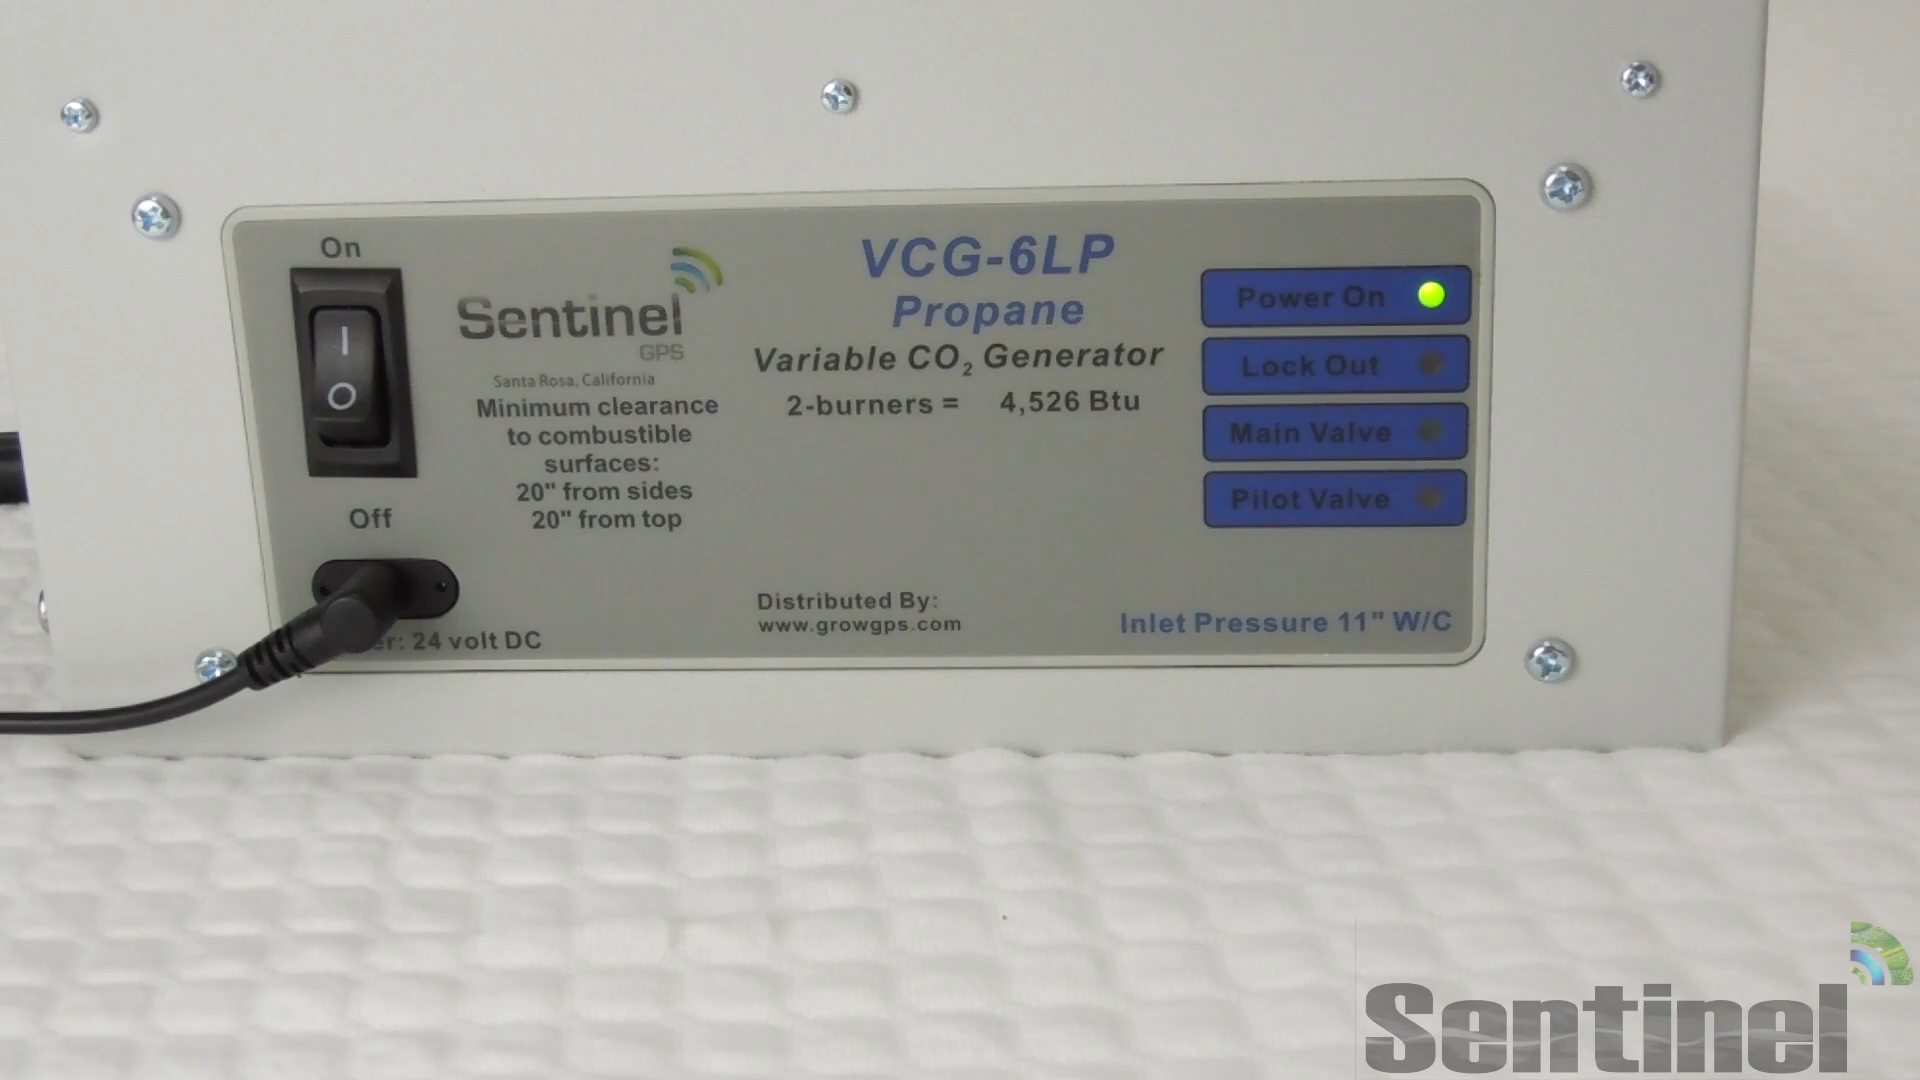 On
I
O
Off
er: 24 volt DC
Sentinel
GPS
Santa Rosa, California
Minimum clearance
to combustible
surfaces:
20" from sides
20" from top
VCG-6LP
Propane
Variable CO2 Generator
2-burners = 4,526 Btu
Distributed By:
www.growgps.com
Power On
Lock Out
Main Valve
Pilot Valve
Inlet Pressure 11" W/C
Sentinel